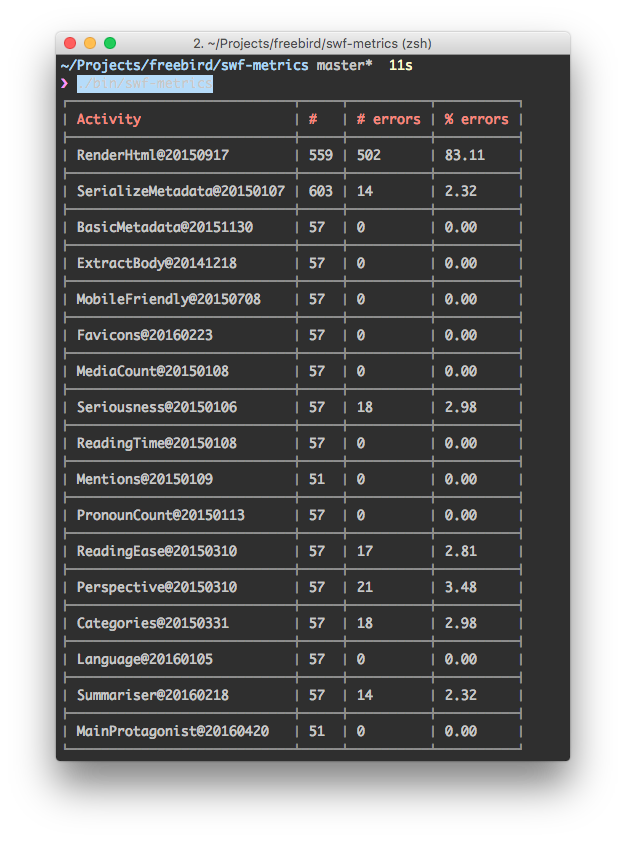 2. ~/Projects/freebird/swf-metrics (zsh)
~/Projects/freebird/swf-metrics master* 11s
❯ ./bin/swf-metrics
Activity # # errors % errors
RenderHtml@20150917 559 502 83.11
SerializeMetadata@20150107 603 14 2.32
BasicMetadata@20151130 57 0 0.00
ExtractBody@20141218 57 0 0.00
MobileFriendly@20150708 57 0 0.00
Favicons@20160223 57 0 0.00
MediaCount@20150108 57 0 0.00
Seriousness@20150106 57 18 2.98
ReadingTime@20150108 57 0 0.00
Mentions@20150109 51 0 0.00
PronounCount@20150113 57 0 0.00
ReadingEase@20150310 57 17 2.81
Perspective@20150310 57 21 3.48
Categories@20150331 57 18 2.98
Language@20160105 57 0 0.00
Summariser@20160218 57 14 2.32
MainProtagonist@20160420 51 0 0.00